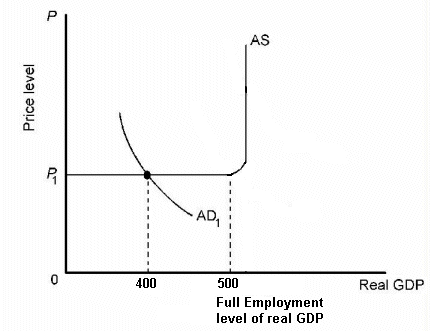 P
AS
Price level
P1
AD1
0
400
500
Real GDP
Full Employment
level of real GDP